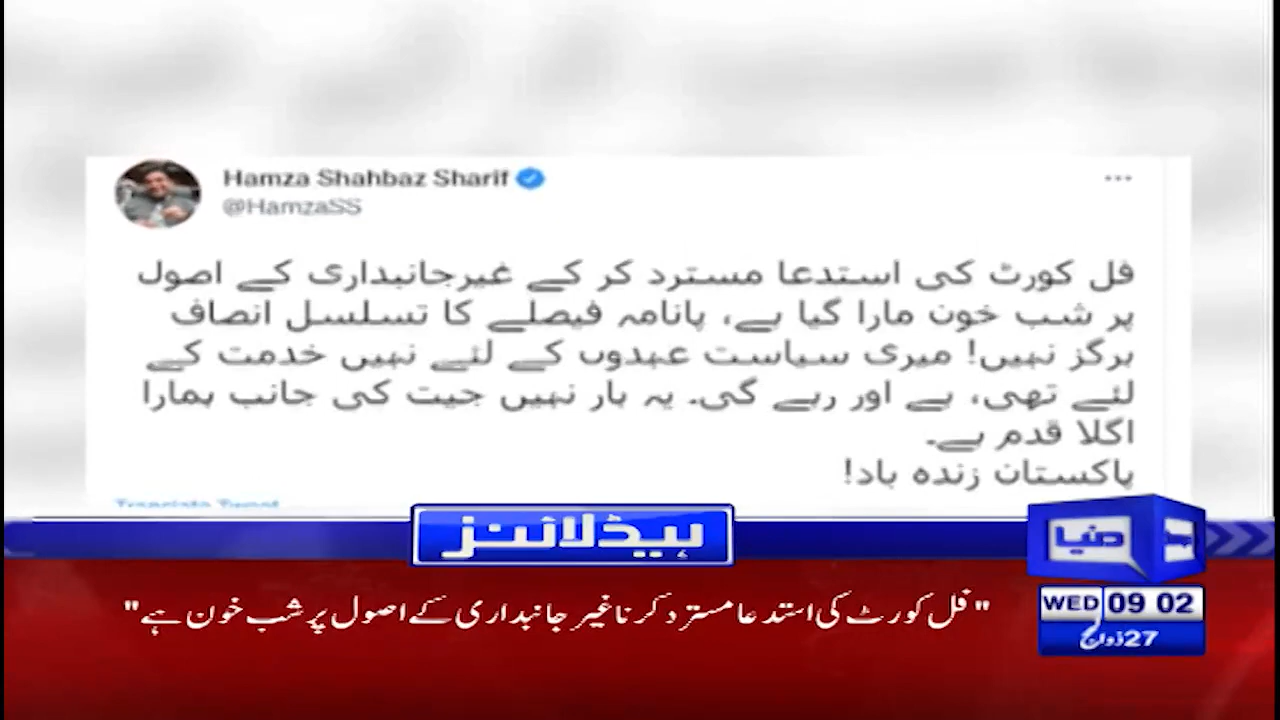 Hamza Shahbaz Sharif
@HamzaSS
فل کورٹ کی استدعا مسترد کر کے غیرجانبداری کے اصول
پر شب خون مارا گیا ہے، پانامہ فیصلے کا تسلسل انصاف
ہرگز نہیں! میری سیاست عہدوں کے لئے نہیں خدمت کے
لئے تھی، ہے اور رہے گی۔ یہ ہار نہیں جیت کی جانب ہمارا
اگلا قدم ہے۔
پاکستان زندہ باد!
Translate Tweet
ہیڈلائنز
دنیا
"فل کورٹ کی استدعا مسترد کرنا غیر جانبداری کے اصول پر شب خون ہے"
WED 09 02
27 ذوالج